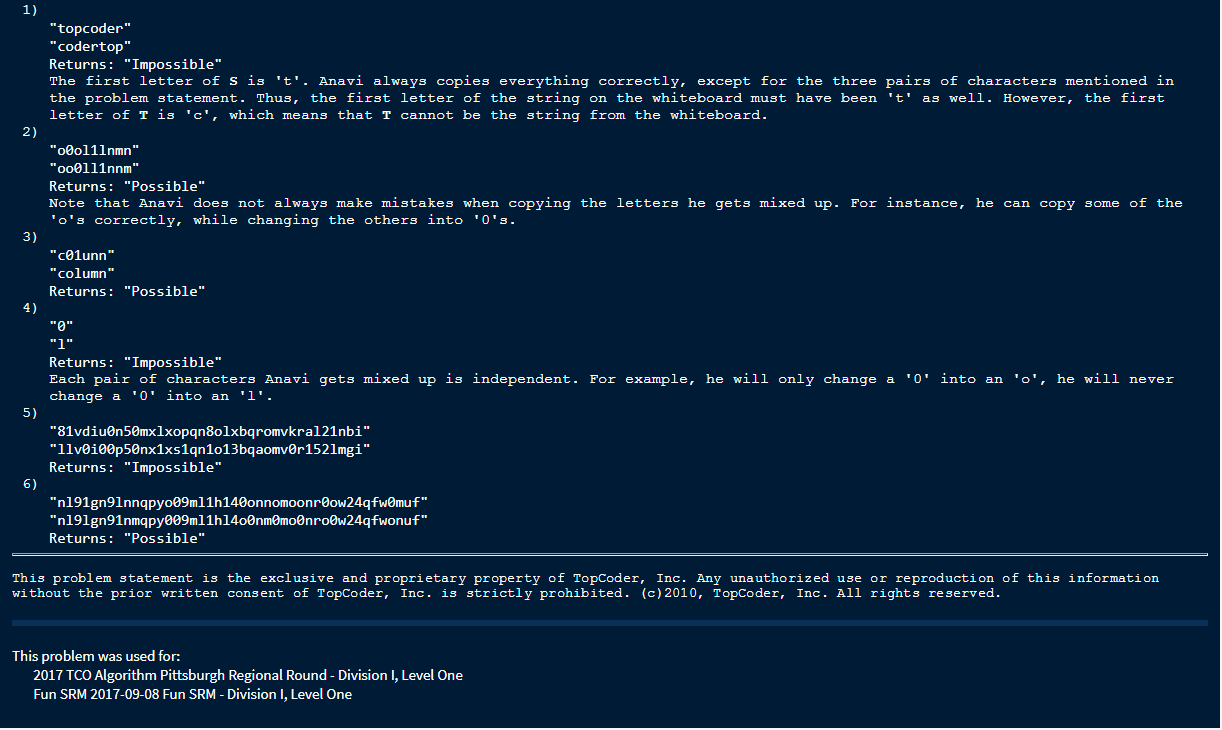 1)
"topcoder"
"codertop"
Returns: "Impossible"
The first letter of S is 't'. Anavi always copies everything correctly, except for the three pairs of characters mentioned in
the problem statement. Thus, the first letter of the string on the whiteboard must have been 't' as well. However, the first
letter of T is 'c', which means that T cannot be the string from the whiteboard.
2)
"o0ol1lnmn"
"oo0ll1nnm"
Returns: "Possible"
Note that Anavi does not always make mistakes when copying the letters he gets mixed up. For instance, he can copy some of the
'o's correctly, while changing the others into '0's.
3)
"c01unn"
"column"
Returns: "Possible"
4)
"0"
"l"
Returns: "Impossible"
Each pair of characters Anavi gets mixed up is independent. For example, he will only change a '0' into an 'o', he will never
change a '0' into an 'l'.
5)
"81vdiu0n50mxlxopqn8olxbqromvkral21nbi"
"llv0i00p50nx1xs1qn1o13bqaomv0r152lmgi"
Returns: "Impossible"
6)
"nl91gn9lnnqpyo09ml1h140onnomoonr0ow24qfw0muf"
"nl9lgn91nmqpy009ml1hl4o0nm0mo0nro0w24qfwonuf"
Returns: "Possible"
This problem statement is the exclusive and proprietary property of TopCoder, Inc. Any unauthorized use or reproduction of this information
without the prior written consent of TopCoder, Inc. is strictly prohibited. (c)2010, TopCoder, Inc. All rights reserved.
This problem was used for:
2017 TCO Algorithm Pittsburgh Regional Round - Division I, Level One
Fun SRM 2017-09-08 Fun SRM - Division I, Level One